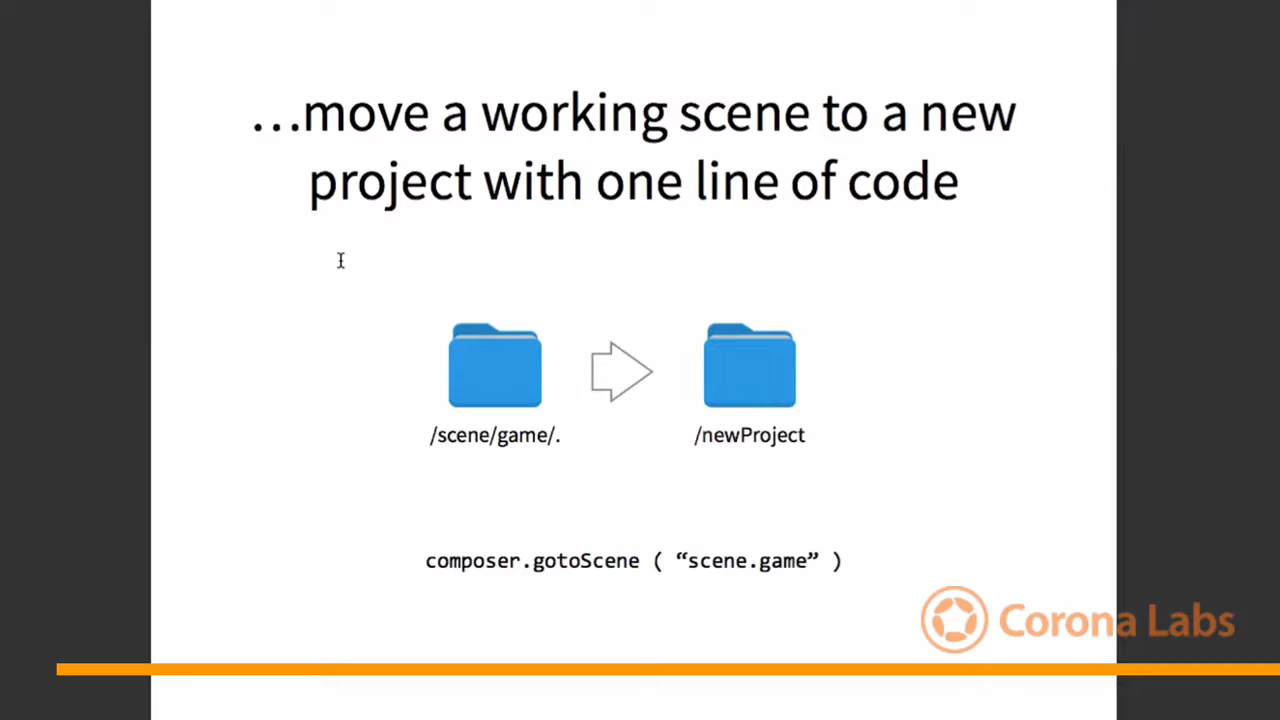 …move a working scene to a new
project with one line of code
/scene/game/.
/newProject
composer.gotoScene ( “scene.game” )
Corona Labs